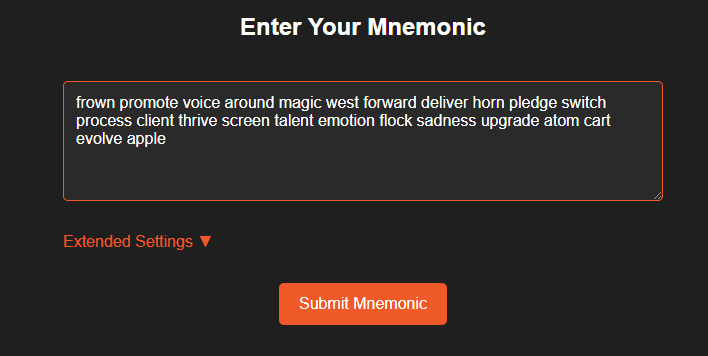 Enter Your Mnemonic
frown promote voice around magic west forward deliver horn pledge switch
process client thrive screen talent emotion flock sadness upgrade atom cart
evolve apple
Extended Settings ▼
Submit Mnemonic